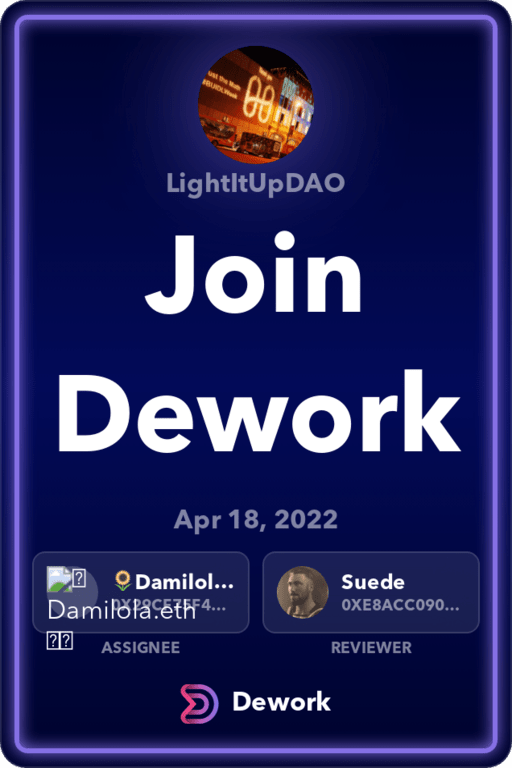 LightItUpDAO
Join
Dework
Apr 18, 2022
🌻Damilol...
Damilola.eth
ASSIGNEE
Suede
0XE8ACC090...
REVIEWER
Dework